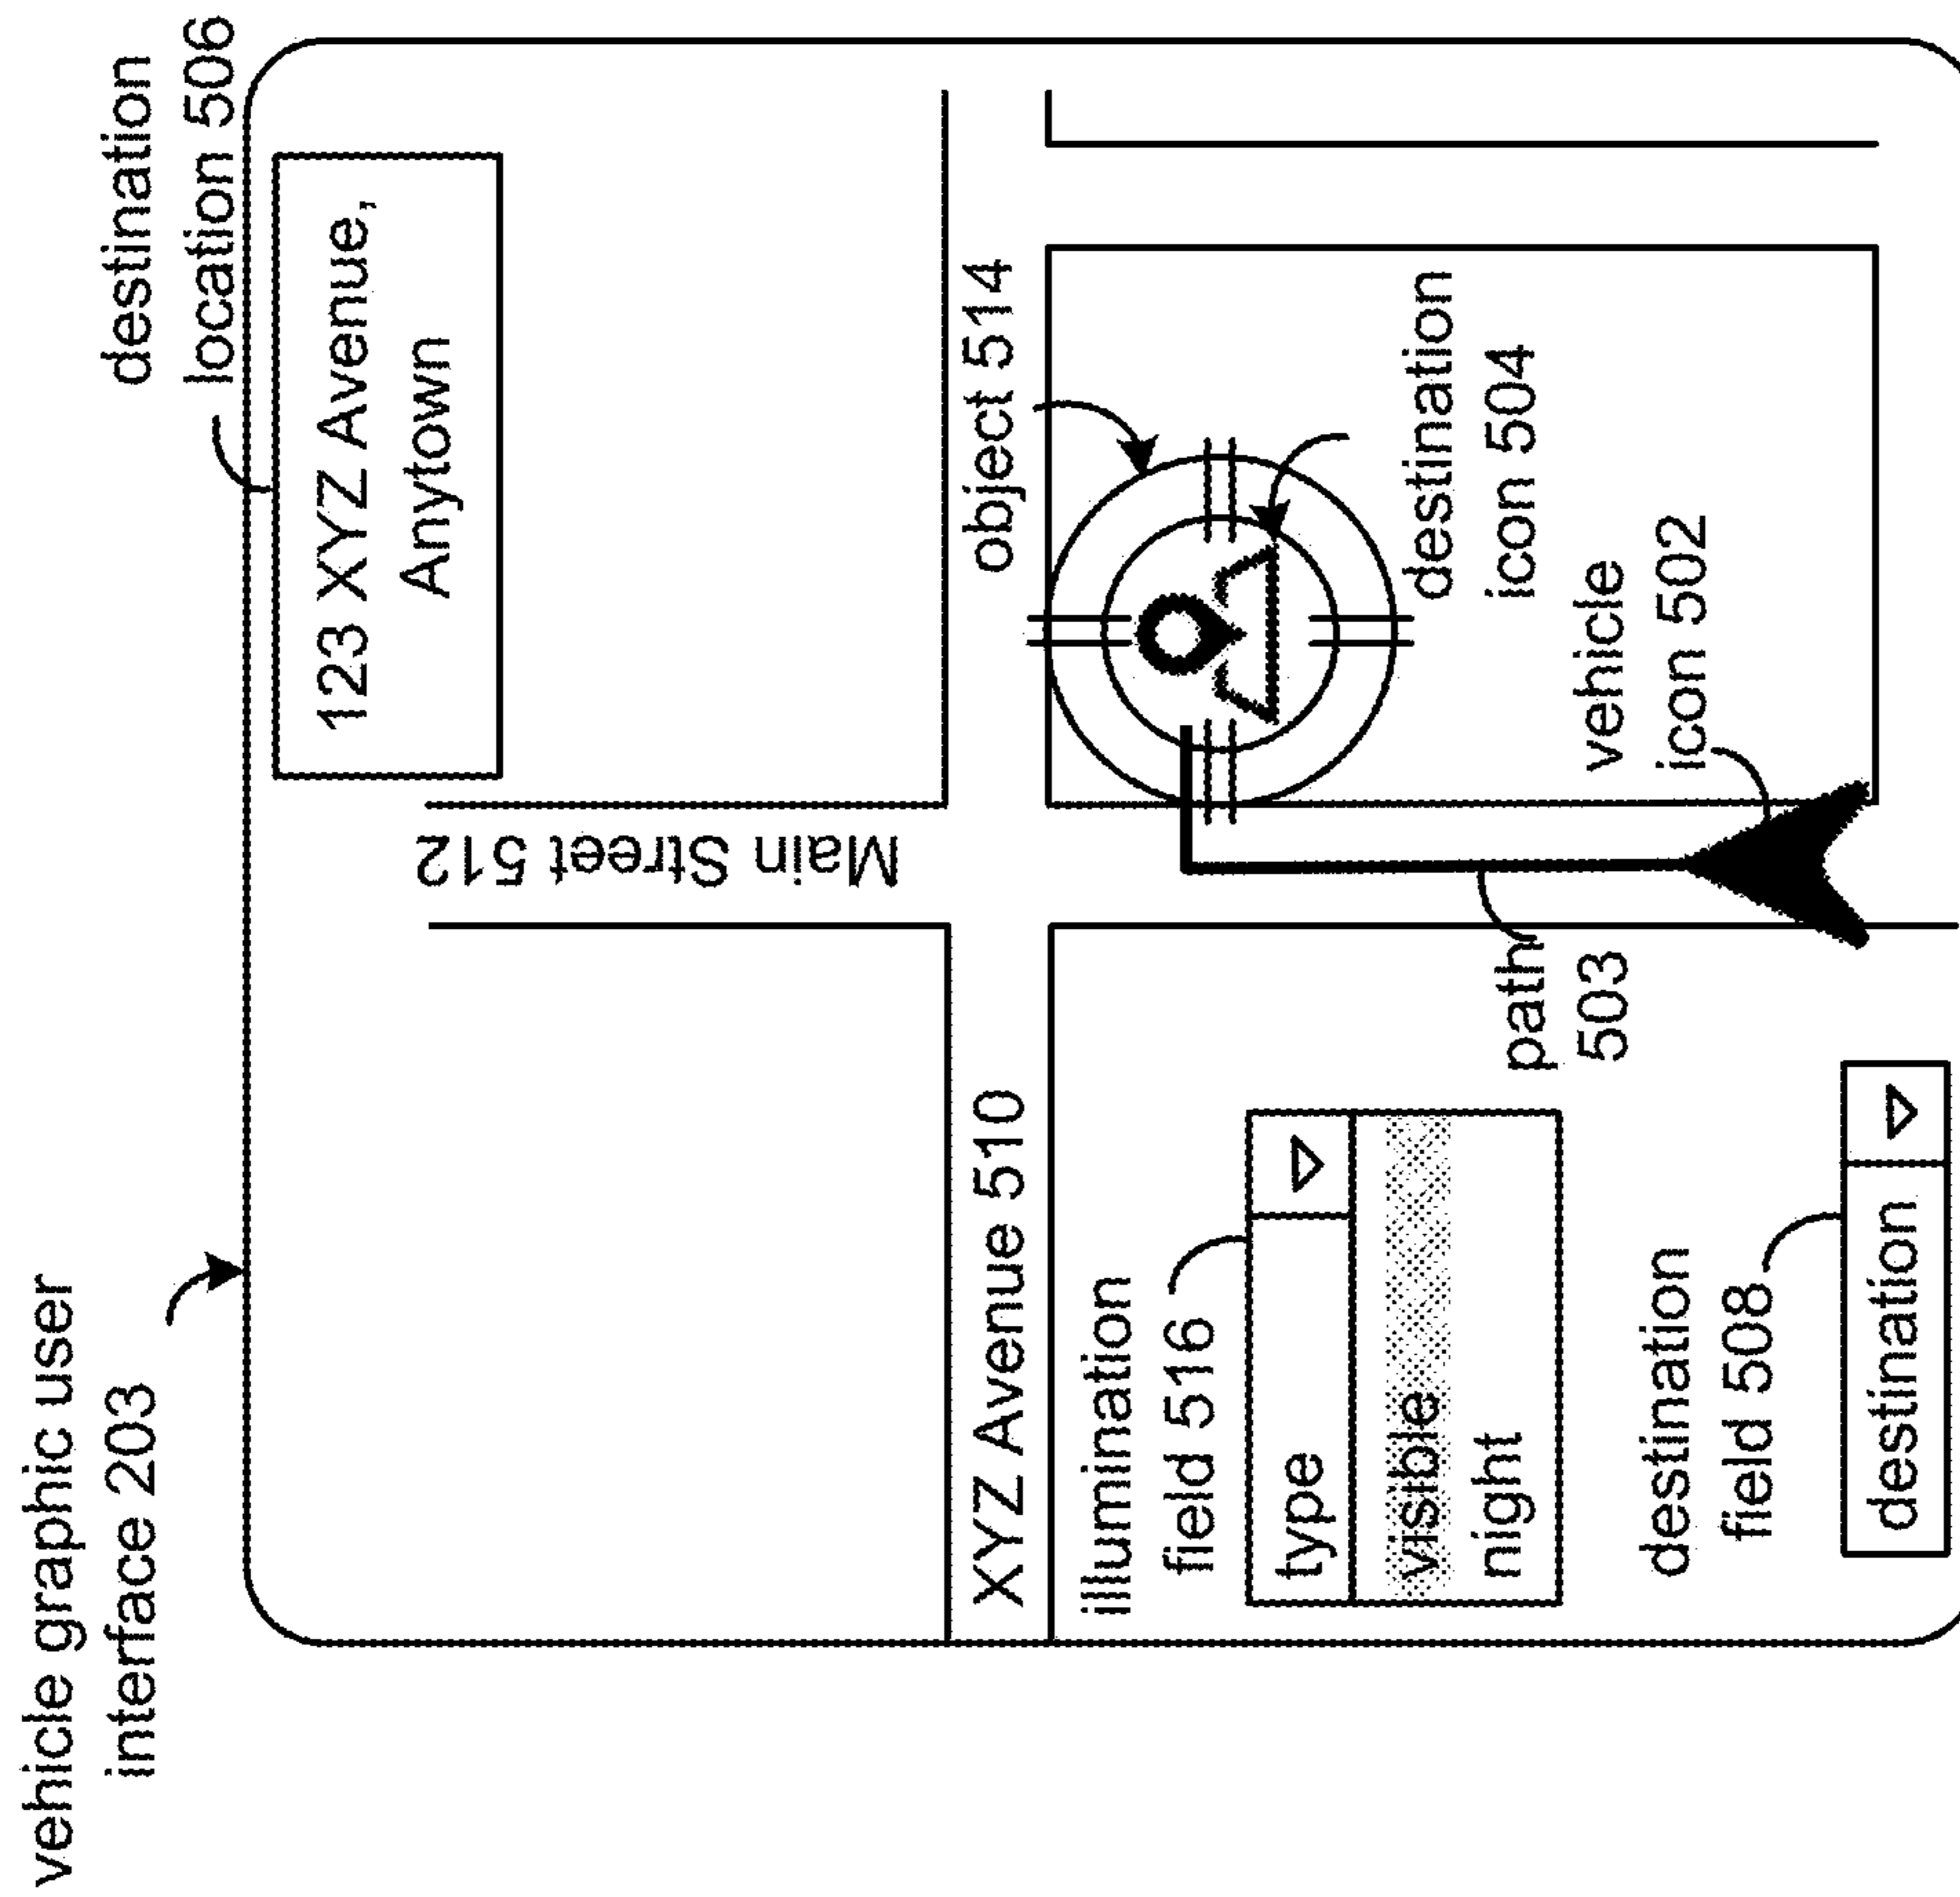 vehicle graphic user
interface 203
destination
location 506
123 XYZ Avenue,
Anytown
Main Street 512
XYZ Avenue 510
object 514
illumination
field 516
type
visible
night
destination
icon 504
vehicle
icon 502
path
503
destination
field 508
destination